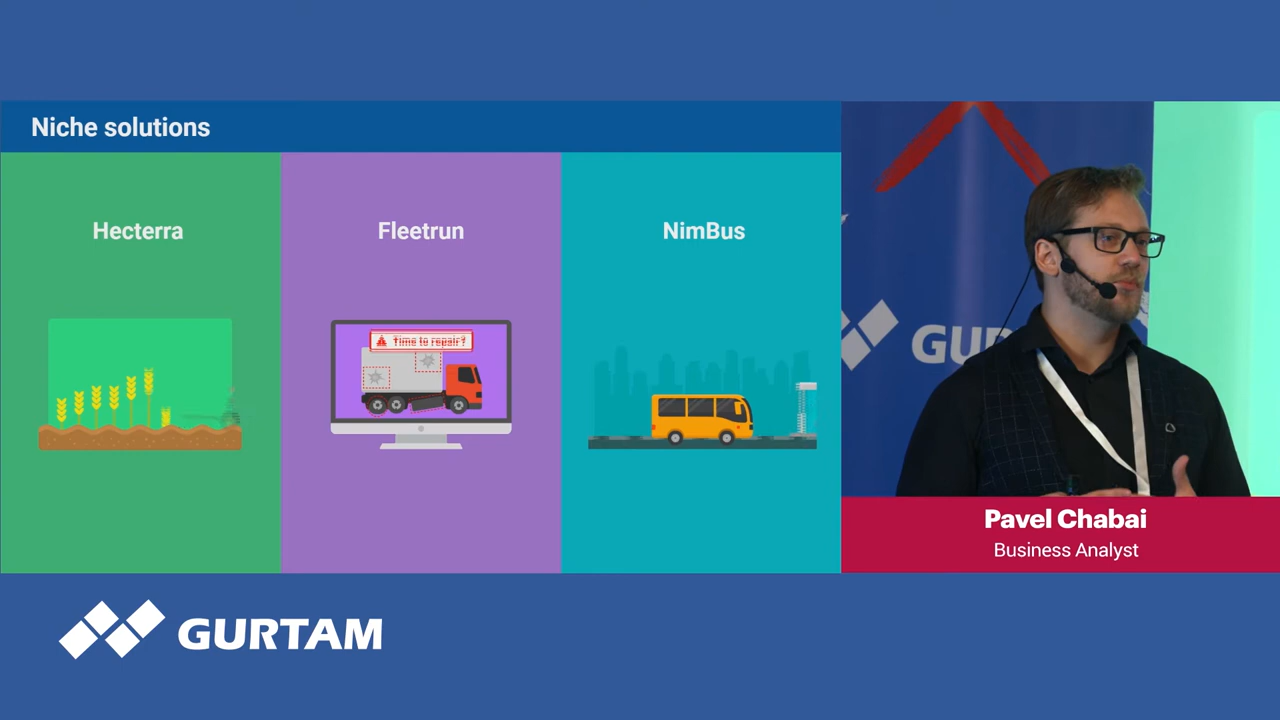 Niche solutions
Hecterra
Fleetrun
NimBus
Time to repair?
GUR
Pavel Chabai
Business Analyst
GURTAM